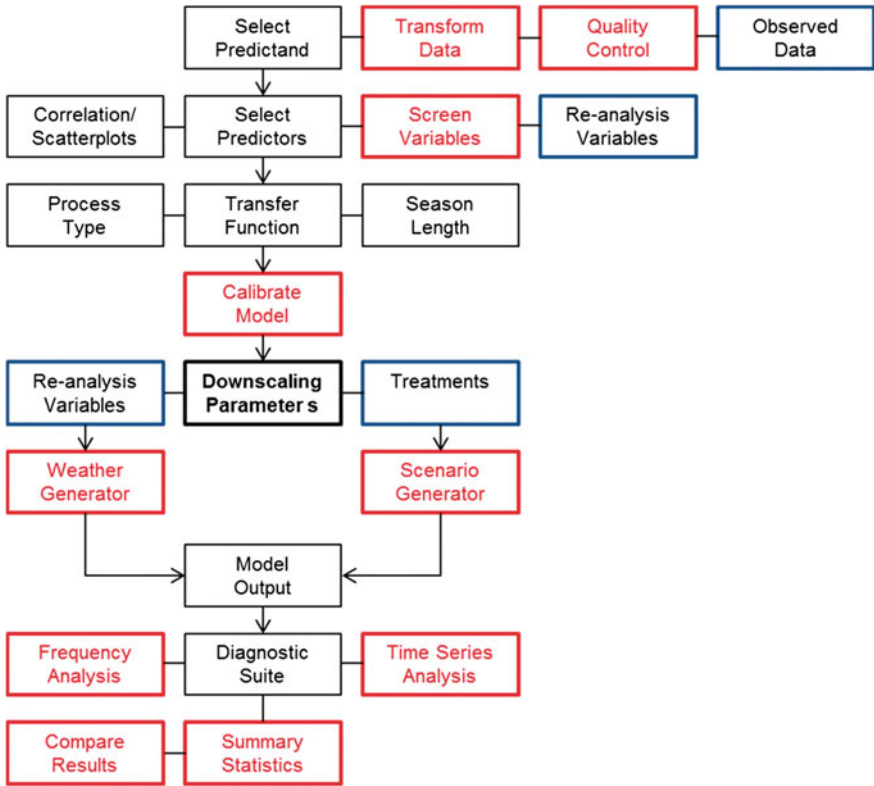 Select
Predictand
Transform
Data
Quality
Control
Observed
Data
Correlation/
Scatterplots
Select
Predictors
Screen
Variables
Re-analysis
Variables
Process
Type
Transfer
Function
Season
Length
Calibrate
Model
Re-analysis
Variables
Downscaling
Parameter s
Treatments
Weather
Generator
Scenario
Generator
Model
Output
Frequency
Analysis
Diagnostic
Suite
Time Series
Analysis
Compare
Results
Summary
Statistics